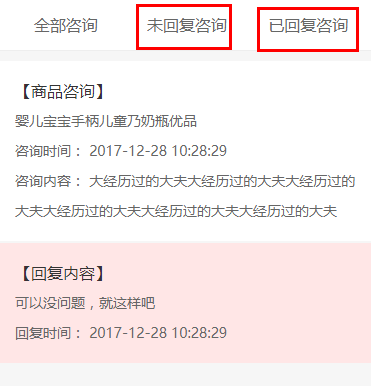 全部咨询 未回复咨询 已回复咨询
【商品咨询】
婴儿宝宝手柄儿童乃奶瓶优品
咨询时间： 2017-12-28 10:28:29
咨询内容： 大经历过的大夫大经历过的大夫大经历过的
大夫大经历过的大夫大经历过的大夫大经历过的大夫
【回复内容】
可以没问题，就这样吧
回复时间： 2017-12-28 10:28:29